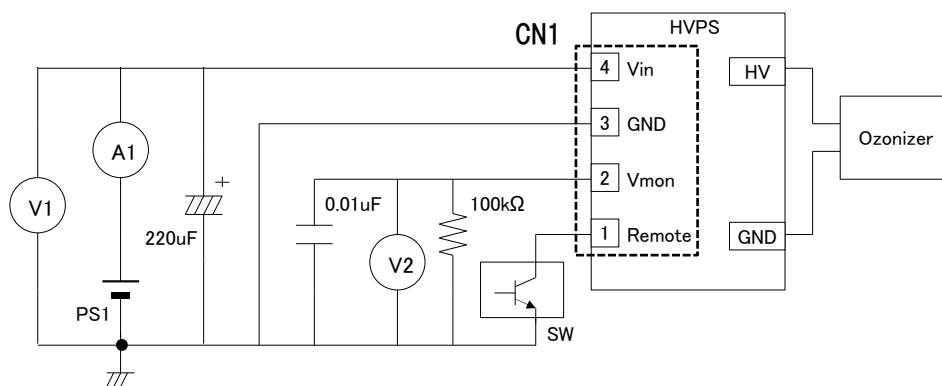 CN1
HVPS
4 Vin
HV
3 GND
Ozonizer
A1
2 Vmon
0.01uF
100kΩ
V1
+
1 Remote
GND
220uF
V2
PS1
SW